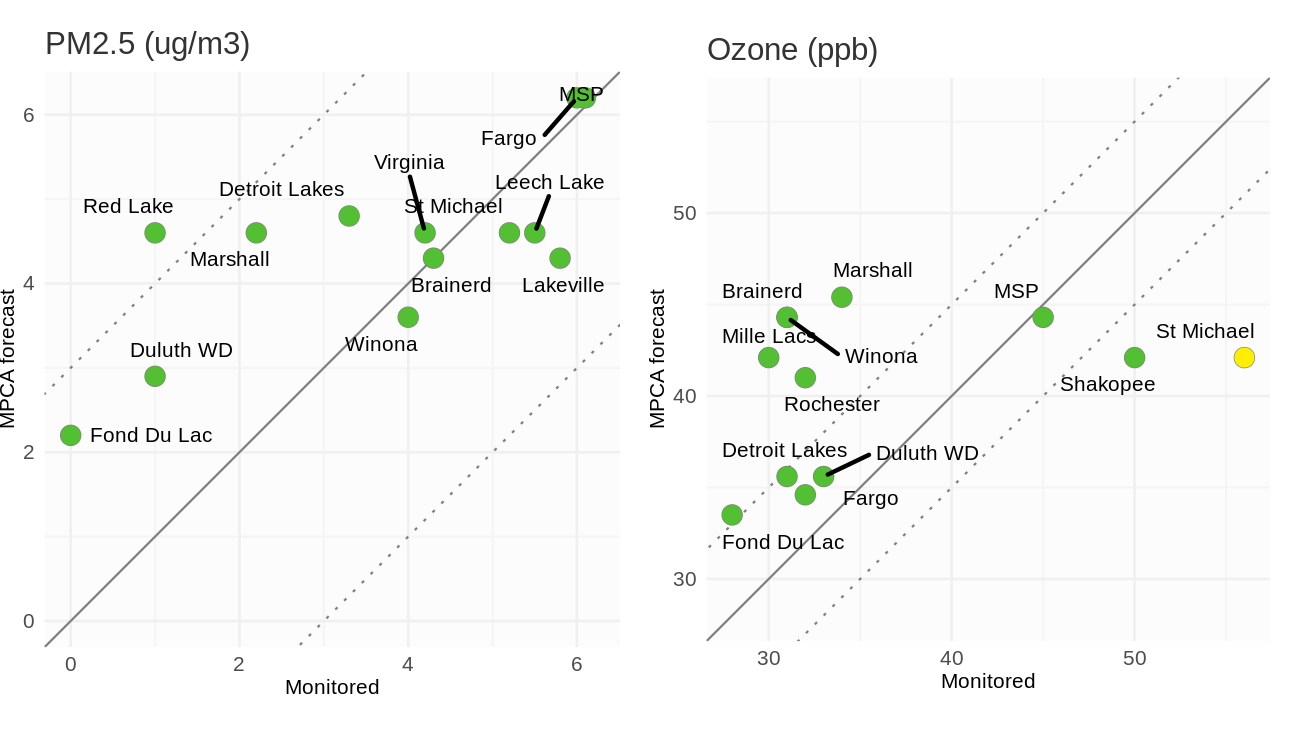 PM2.5 (ug/m3)
MSP
Fargo
Virginia
Leech Lake
Detroit Lakes
Red Lake
St Michael
Marshall
Brainerd
Lakeville
Winona
Duluth WD
Fond Du Lac
6
4
2
0
MPCA forecast
0
2
4
6
Monitored
Ozone (ppb)
Marshall
Brainerd
MSP
Mille Lacs
St Michael
Winona
Shakopee
Rochester
Detroit Lakes
Duluth WD
Fargo
Fond Du Lac
50
40
30
MPCA forecast
30
40
50
Monitored